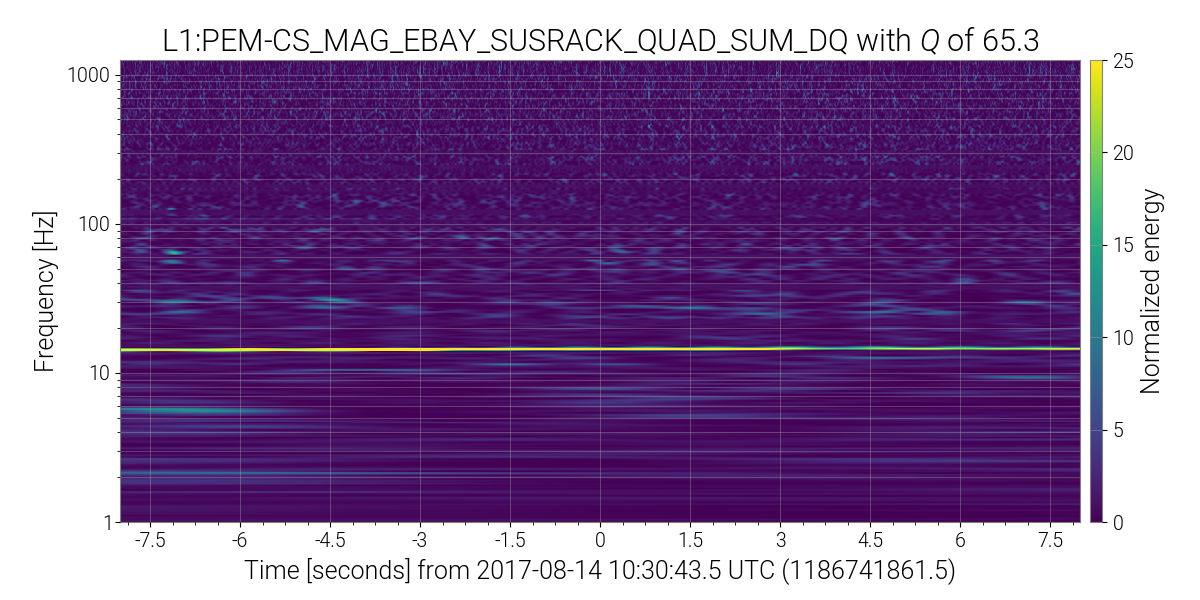 L1:PEM-CS_MAG_EBAY_SUSRACK_QUAD_SUM_DQ with Q of 65.3
1000
100
10
1
Frequency [Hz]
-7.5 -6 -4.5 -3 -1.5 0 1.5 3 4.5 6 7.5
Time [seconds] from 2017-08-14 10:30:43.5 UTC (1186741861.5)
25
20
15
10
5
0
Normalized energy